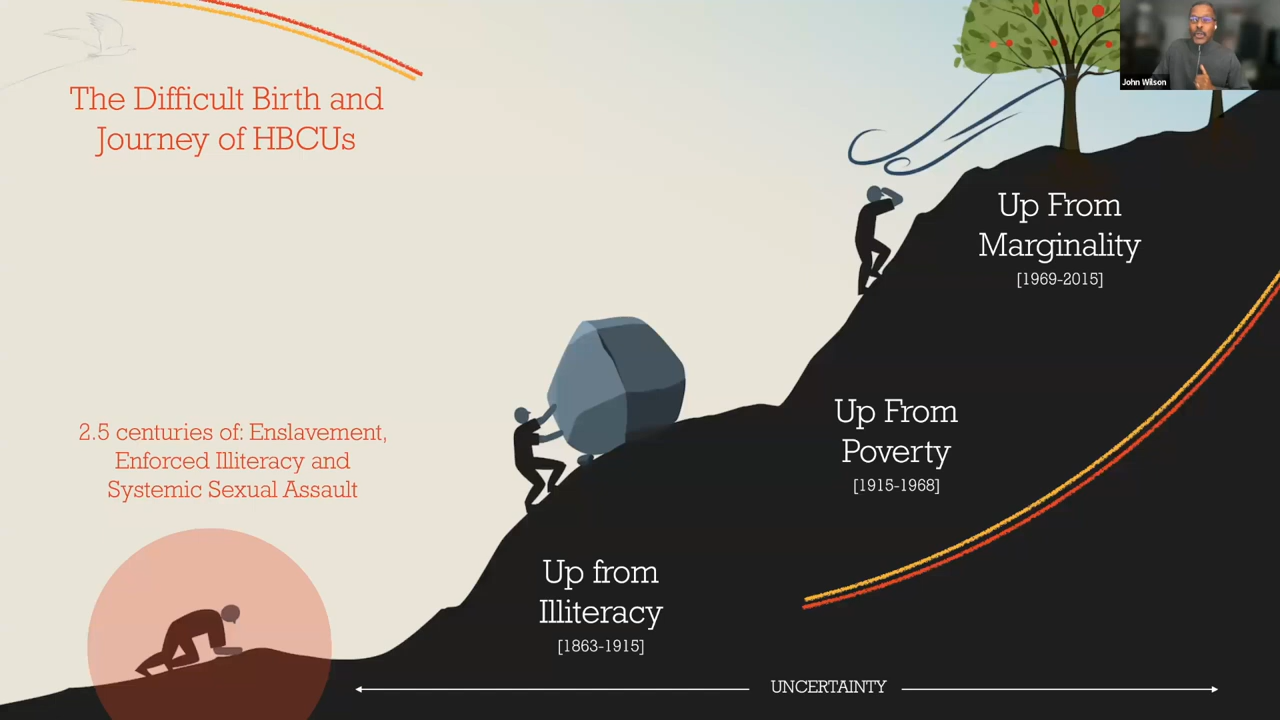 The Difficult Birth and
Journey of HBCUs
John Wilson
Up From
Marginality
[1969-2015]
Up From
Poverty
[1915-1968]
2.5 centuries of: Enslavement,
Enforced Illiteracy and
Systemic Sexual Assault
Up from
Illiteracy
[1863-1915]
UNCERTAINTY